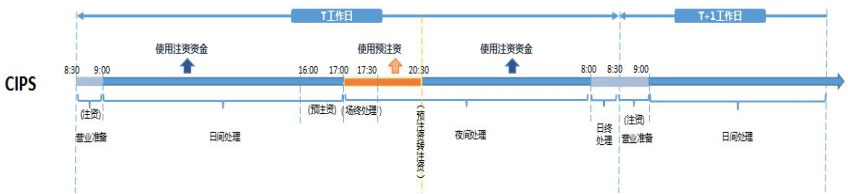 T工作日
T+1工作日
使用注资资金
使用预注资
使用注资资金
8:30
9:00
16:00
17:00
17:30
20:30
8:00
8:30
9:00
CIPS
(注资)
(预注资)
(场终处理)
(预注资转注资)
(注资)
营业准备
日间处理
夜间处理
日终
处理
营业准备
日间处理